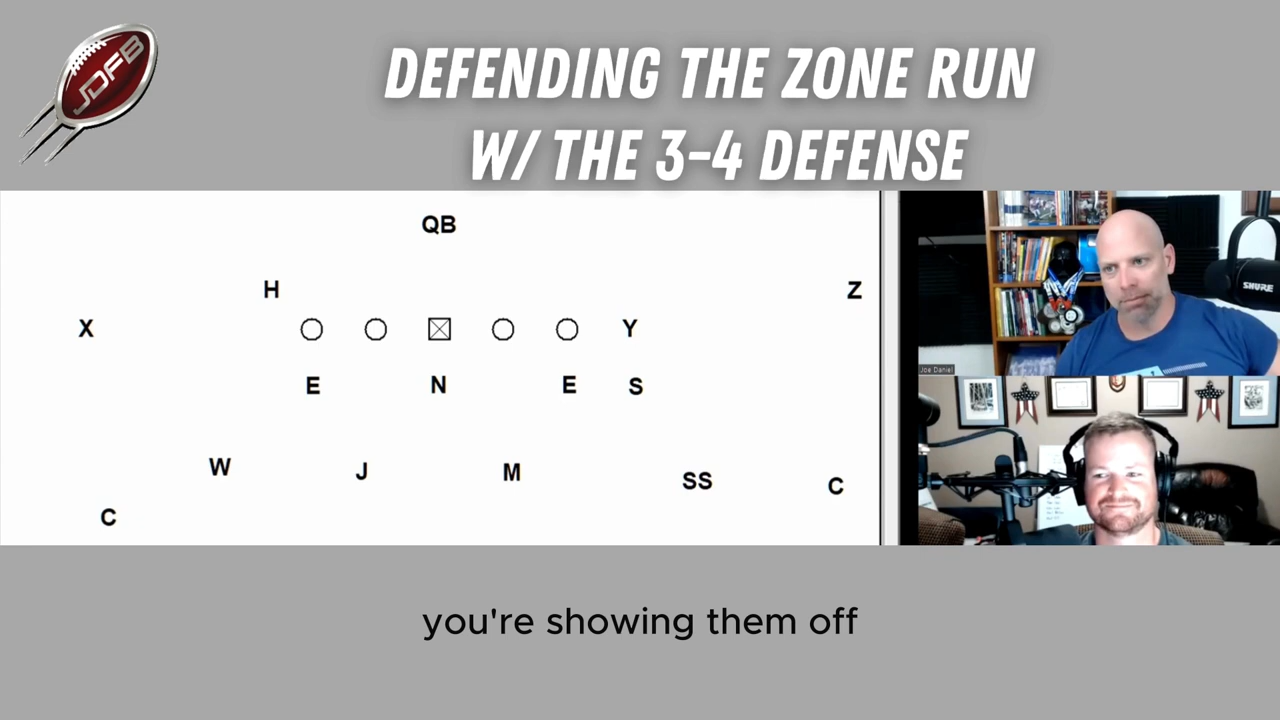 JDFB
DEFENDING THE ZONE RUN
W/ THE 3-4 DEFENSE
QB
H
Z
X
Y
E N E S
SHURE
Joe Daniel
W J M SS C
C
you're showing them off